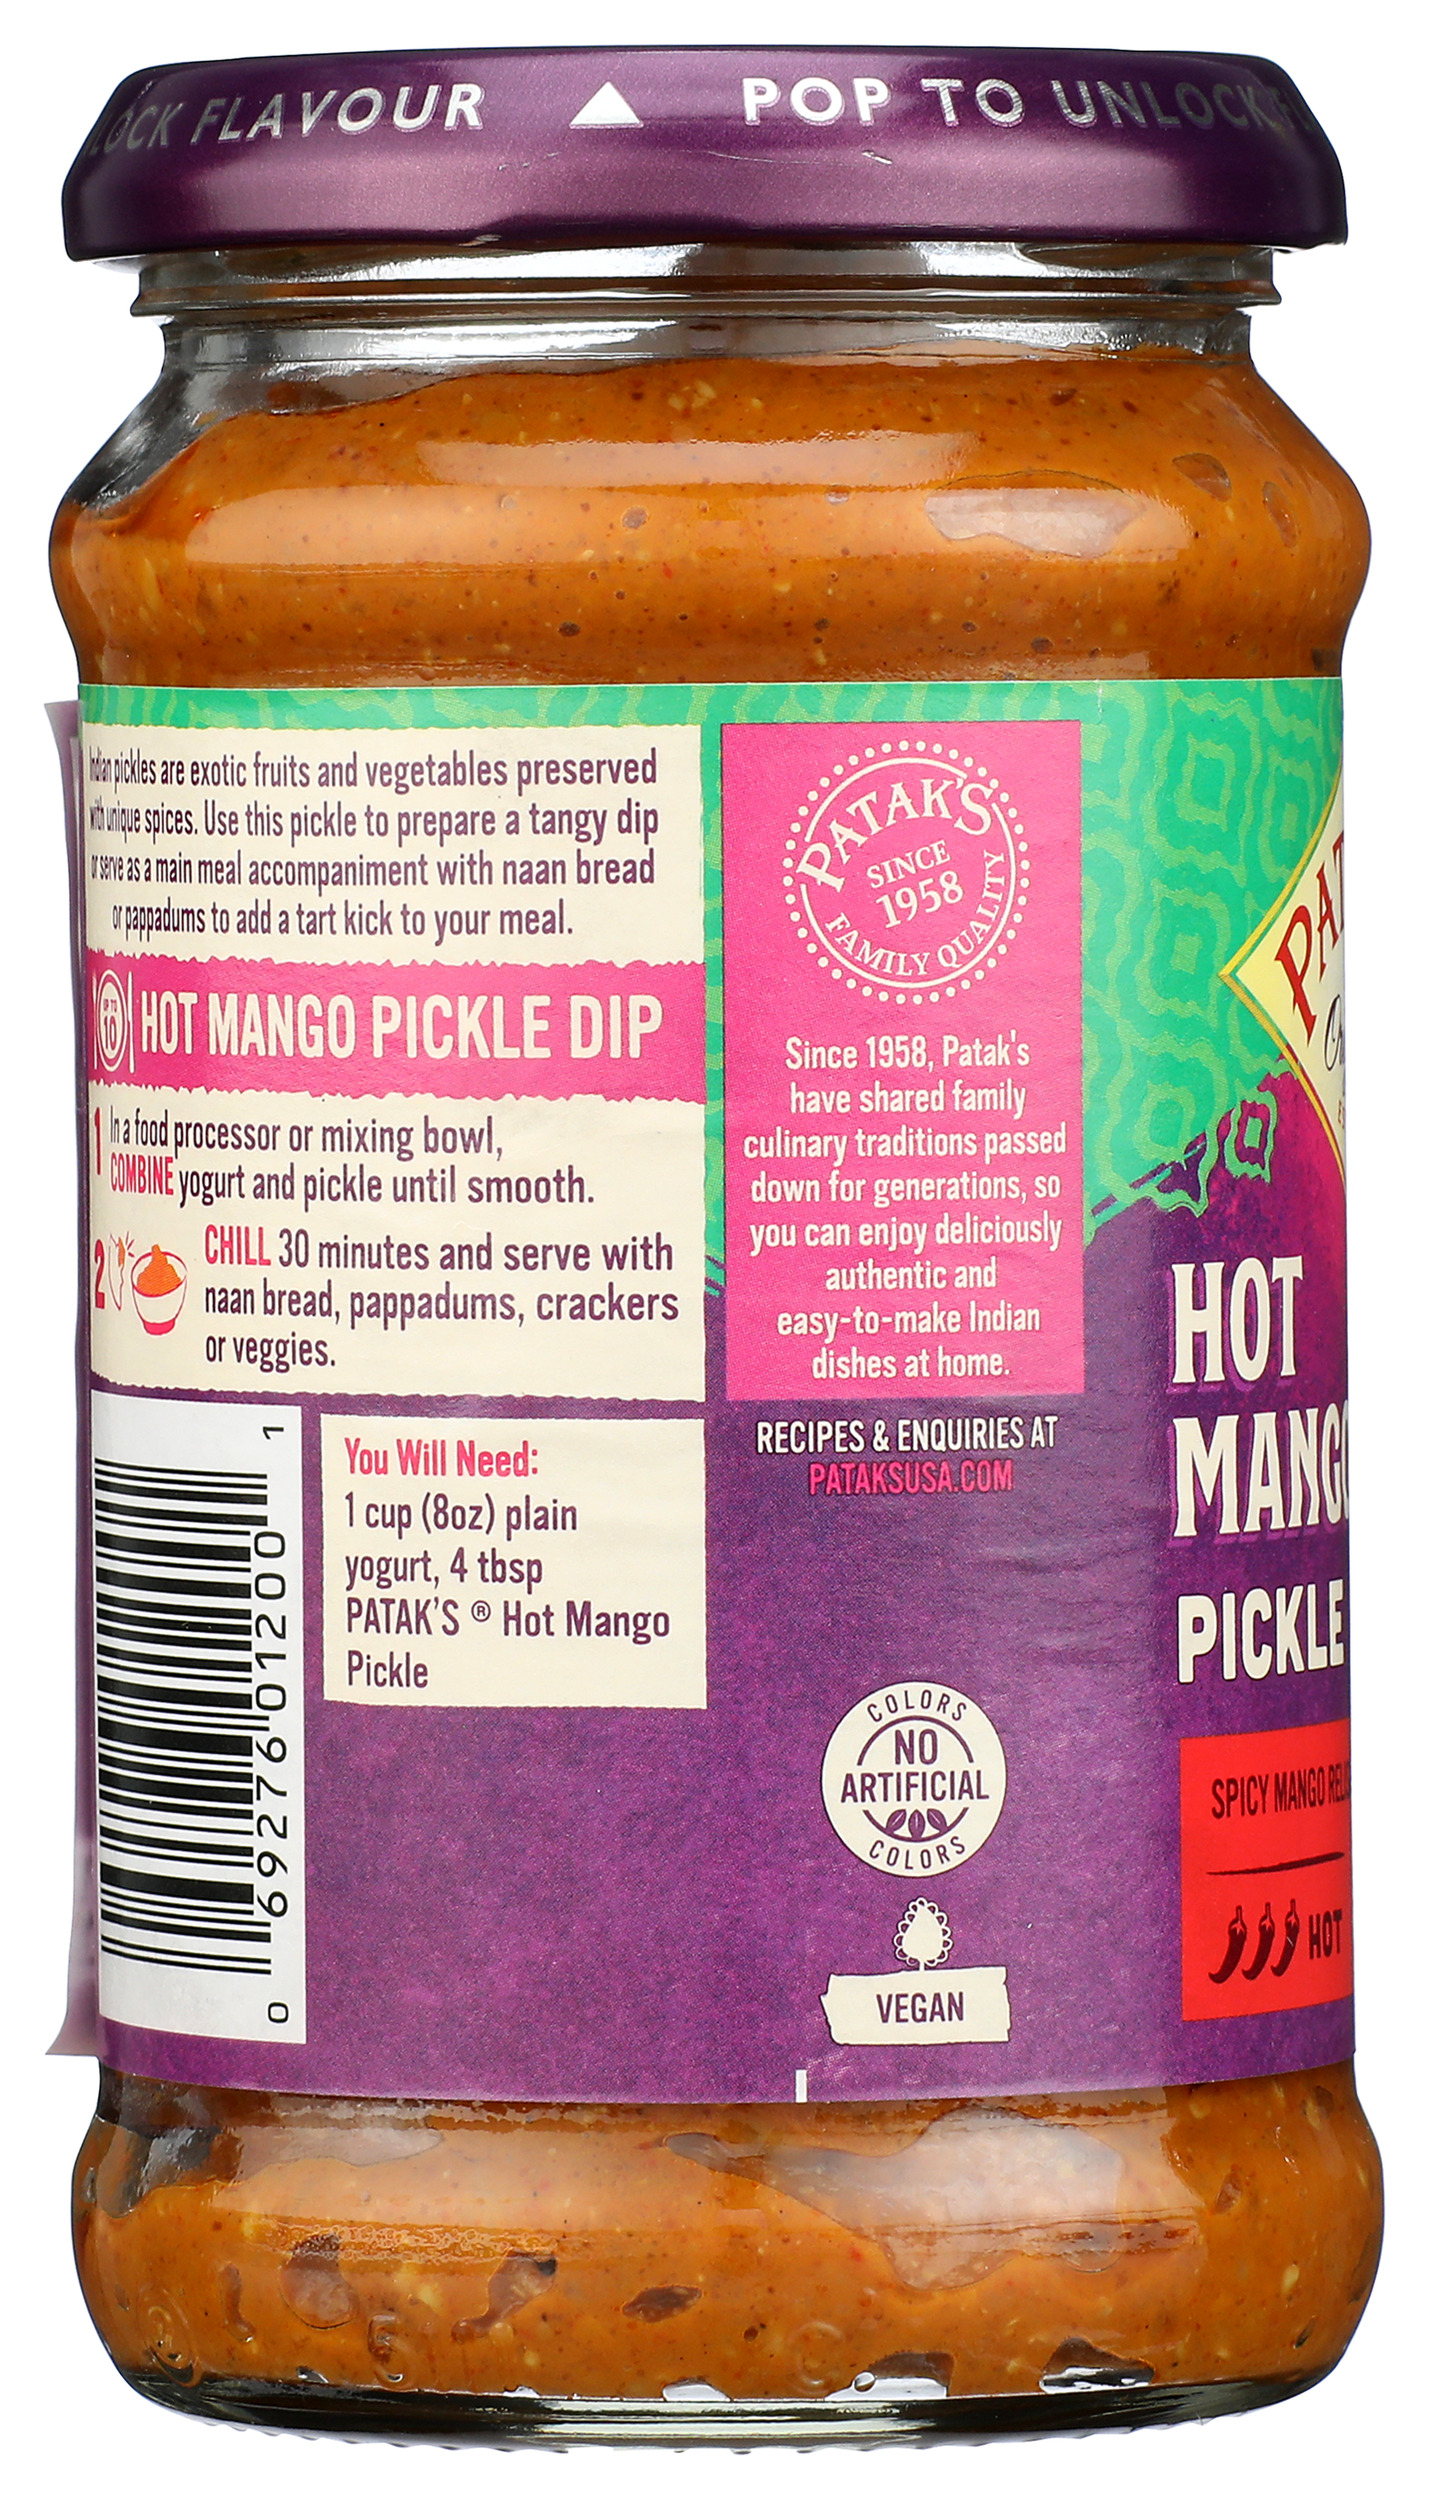 FLAVOUR ▲ POP TO UNLOCK
Indian pickles are exotic fruits and vegetables preserved
with unique spices. Use this pickle to prepare a tangy dip
or serve as a main meal accompaniment with naan bread
or pappadums to add a tart kick to your meal.
UP TO
10
HOT MANGO PICKLE DIP
1 In a food processor or mixing bowl,
COMBINE yogurt and pickle until smooth.
2 CHILL 30 minutes and serve with
naan bread, pappadums, crackers
or veggies.
0 69276 01200 1
You Will Need:
1 cup (8oz) plain
yogurt, 4 tbsp
PATAK'S ® Hot Mango
Pickle
PATAK'S
SINCE
1958
FAMILY QUALITY
Since 1958, Patak's
have shared family
culinary traditions passed
down for generations, so
you can enjoy deliciously
authentic and
easy-to-make Indian
dishes at home.
RECIPES & ENQUIRIES AT
PATAKSUSA.COM
COLORS
NO
ARTIFICIAL
COLORS
VEGAN
HOT
MANGO
PICKLE
SPICY MANGO
HOT